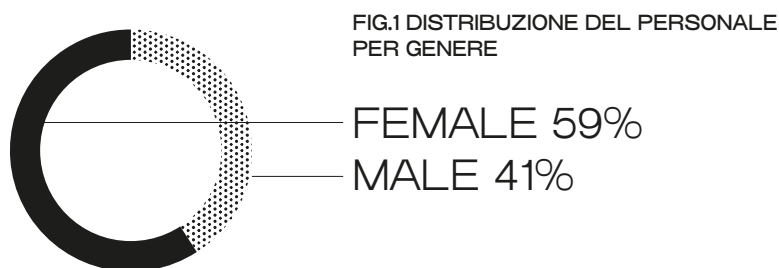 FIG.1 DISTRIBUZIONE DEL PERSONALE
PER GENERE
FEMALE 59%
MALE 41%